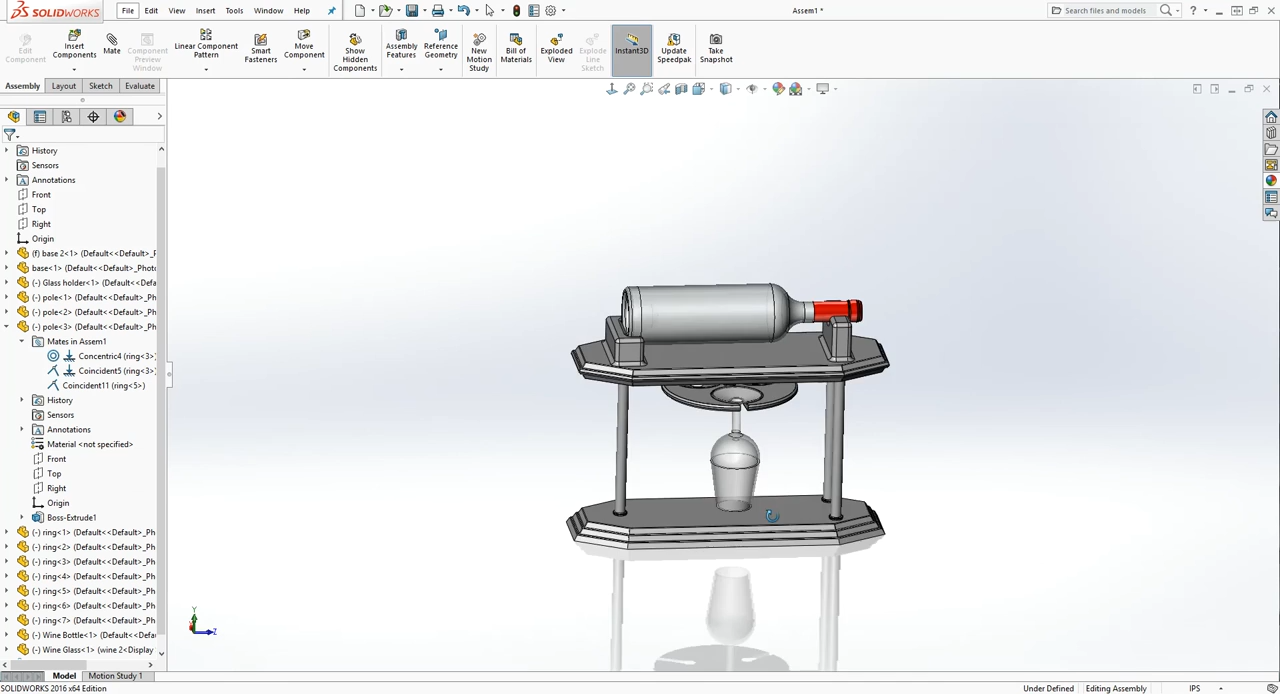 SOLIDWORKS
File Edit View Insert Tools Window Help
Assem1 *
Search files and models
Edit Component
Insert Components
Mate
Component Preview Window
Linear Component Pattern
Smart Fasteners
Move Component
Show Hidden Components
Assembly Features
Reference Geometry
New Motion Study
Bill of Materials
Exploded View
Explode Line Sketch
Instant3D
Update Speedpak
Take Snapshot
Assembly Layout Sketch Evaluate
History
Sensors
Annotations
Front
Top
Right
Origin
(f) base 2<1> (Default<<Default>_F
base<1> (Default<<Default>_Photo
(-) Glass holder<1> (Default<<Defa
(-) pole<1> (Default<<Default>_Ph
(-) pole<2> (Default<<Default>_Ph
(-) pole<3> (Default<<Default>_Ph
Mates in Assem1
Concentric4 (ring<3>
Coincident5 (ring<3>
Coincident11 (ring<5>)
History
Sensors
Annotations
Material <not specified>
Front
Top
Right
Origin
Boss-Extrude1
(-) ring<1> (Default<<Default>_Ph
(-) ring<2> (Default<<Default>_Ph
(-) ring<3> (Default<<Default>_Ph
(-) ring<4> (Default<<Default>_Ph
(-) ring<5> (Default<<Default>_Ph
(-) ring<6> (Default<<Default>_Ph
(-) ring<7> (Default<<Default>_Ph
(-) Wine Bottle<1> (Default<<Defau
(-) Wine Glass<1> (wine 2<Display
Y
Z
Model Motion Study 1
SOLIDWORKS 2016 x64 Edition
Under Defined Editing Assembly IPS